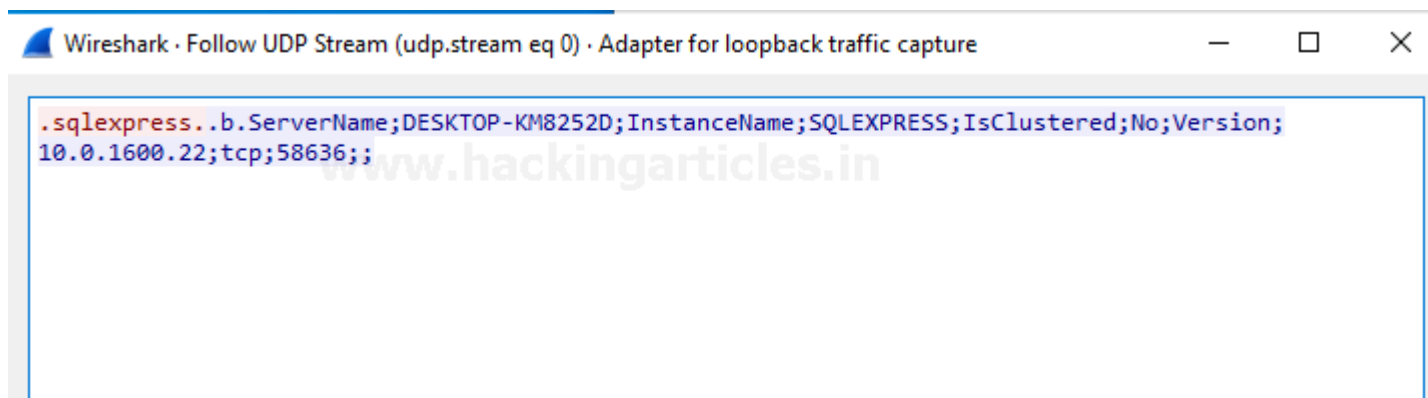 Wireshark · Follow UDP Stream (udp.stream eq 0) · Adapter for loopback traffic capture
.sqlexpress..b.ServerName;DESKTOP-KM8252D;InstanceName;SQLEXPRESS;IsClustered;No;Version;
10.0.1600.22;tcp;58636;;
www.hackingarticles.in